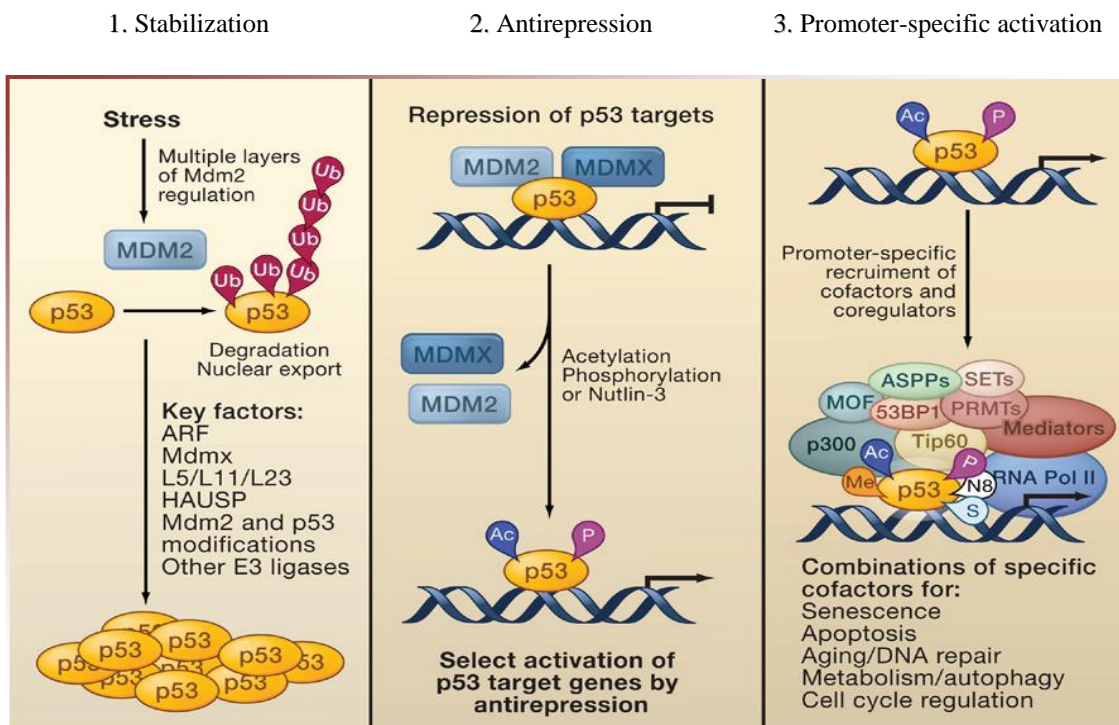 1. Stabilization
2. Antirepression
3. Promoter-specific activation
Stress
Multiple layers
of Mdm2
regulation
MDM2
Ub
Ub
Ub
Ub
Ub
Ub
p53
p53
Degradation
Nuclear export
Key factors:
ARF
Mdmx
L5/L11/L23
HAUSP
Mdm2 and p53
modifications
Other E3 ligases
p53
p53
p53
p53
p53
p53
p53
p53
p53
Repression of p53 targets
MDM2
MDMX
p53
MDMX
MDM2
Acetylation
Phosphorylation
or Nutlin-3
Ac
P
p53
Select activation of
p53 target genes by
antirepression
Ac
P
p53
Promoter-specific
recruiment of
cofactors and
coregulators
ASPPs
SETs
MOF
53BP1
PRMTs
Mediators
p300
Tip60
Ac
P
RNA Pol II
Me
p53
N8
S
Combinations of specific
cofactors for:
Senescence
Apoptosis
Aging/DNA repair
Metabolism/autophagy
Cell cycle regulation